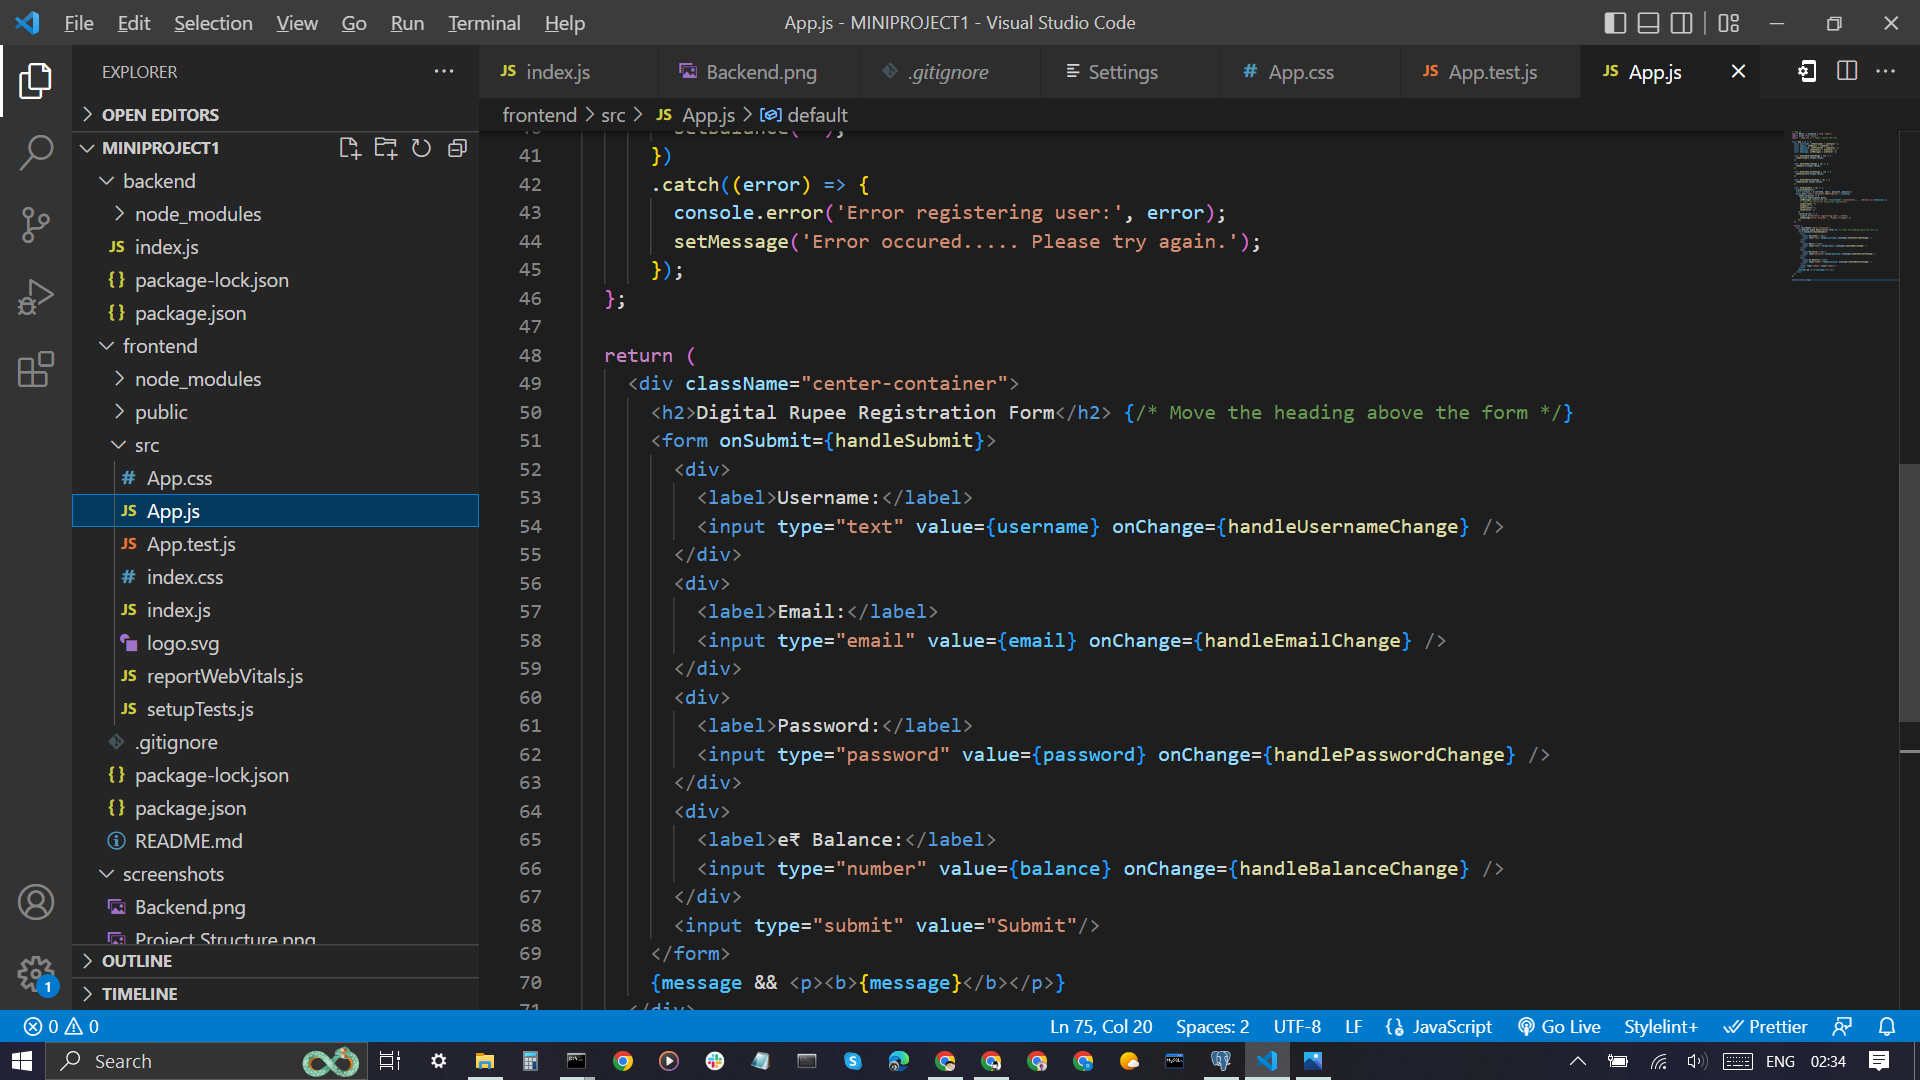 File Edit Selection View Go Run Terminal Help
App.js - MINIPROJECT1 - Visual Studio Code
EXPLORER
OPEN EDITORS
MINIPROJECT1
backend
node_modules
JS index.js
{} package-lock.json
{} package.json
frontend
node_modules
public
src
# App.css
JS App.js
JS App.test.js
# index.css
JS index.js
logo.svg
JS reportWebVitals.js
JS setupTests.js
.gitignore
{} package-lock.json
{} package.json
README.md
screenshots
Backend.png
Project Structure.png
OUTLINE
TIMELINE
1
JS index.js
Backend.png
.gitignore
Settings
# App.css
JS App.test.js
JS App.js
frontend > src > JS App.js > default
41 })
42 .catch((error) => {
43 console.error('Error registering user:', error);
44 setMessage('Error occured..... Please try again.');
45 });
46 };
47
48 return (
49 <div className="center-container">
50 <h2>Digital Rupee Registration Form</h2> {/* Move the heading above the form */}
51 <form onSubmit={handleSubmit}>
52 <div>
53 <label>Username:</label>
54 <input type="text" value={username} onChange={handleUsernameChange} />
55 </div>
56 <div>
57 <label>Email:</label>
58 <input type="email" value={email} onChange={handleEmailChange} />
59 </div>
60 <div>
61 <label>Password:</label>
62 <input type="password" value={password} onChange={handlePasswordChange} />
63 </div>
64 <div>
65 <label>e₹ Balance:</label>
66 <input type="number" value={balance} onChange={handleBalanceChange} />
67 </div>
68 <input type="submit" value="Submit"/>
69 </form>
70 {message && <p><b>{message}</b></p>}
71 </div>
0 0
Ln 75, Col 20 Spaces: 2 UTF-8 LF {} JavaScript Go Live Stylelint+ Prettier
Search
ENG 02:34